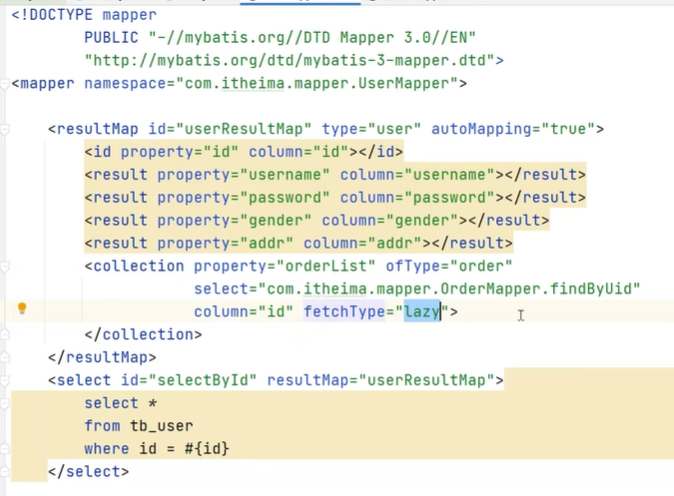 <!DOCTYPE mapper
PUBLIC "-//mybatis.org//DTD Mapper 3.0//EN"
"http://mybatis.org/dtd/mybatis-3-mapper.dtd">
<mapper namespace="com.itheima.mapper.UserMapper">
<resultMap id="userResultMap" type="user" autoMapping="true">
<id property="id" column="id"></id>
<result property="username" column="username"></result>
<result property="password" column="password"></result>
<result property="gender" column="gender"></result>
<result property="addr" column="addr"></result>
<collection property="orderList" ofType="order"
select="com.itheima.mapper.OrderMapper.findByUid"
column="id" fetchType="lazy">
</collection>
</resultMap>
<select id="selectById" resultMap="userResultMap">
select *
from tb_user
where id = #{id}
</select>